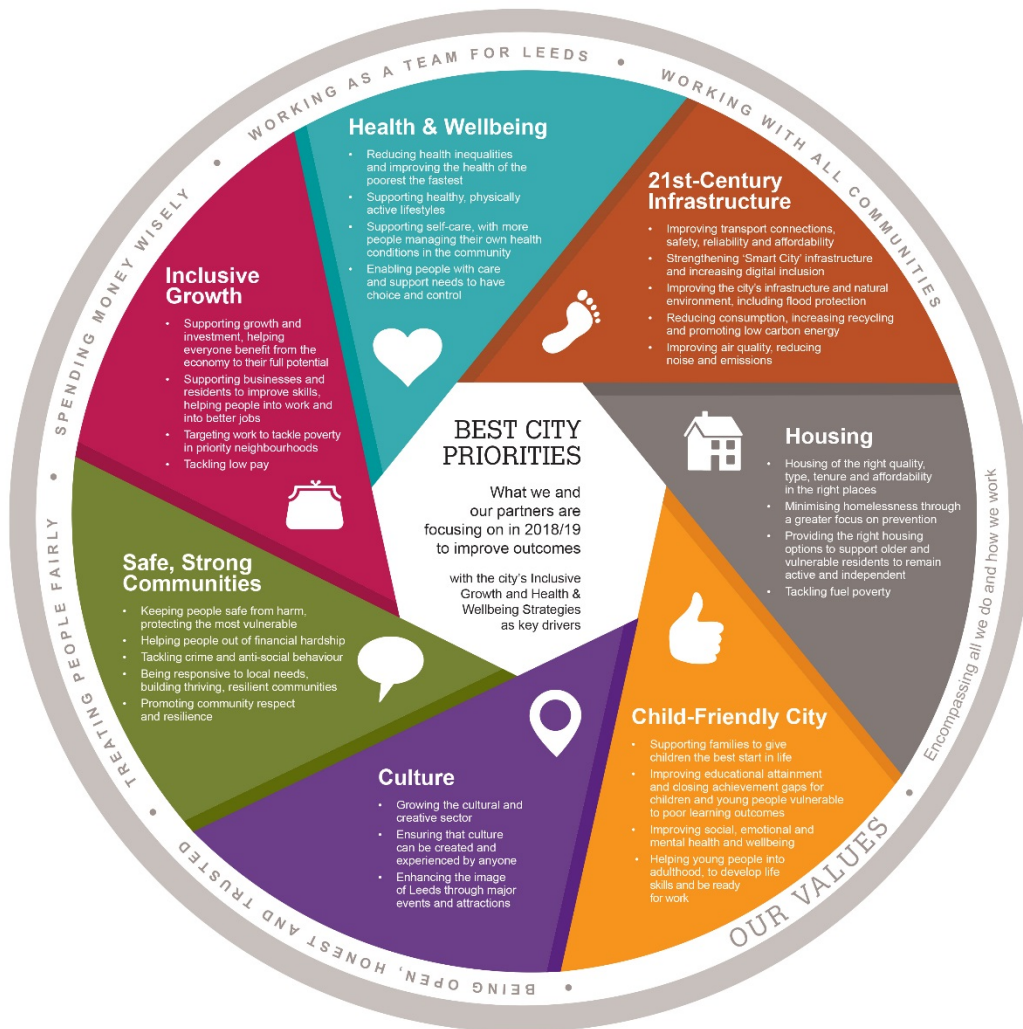 WORKING AS A TEAM FOR LEEDS •
WORKING WITH ALL COMMUNITIES
Encompassing all we do and how we work
• OUR VALUES
• BEING OPEN, HONEST AND TRUSTED
• TREATING PEOPLE FAIRLY
• SPENDING MONEY WISELY •
Health & Wellbeing
• Reducing health inequalities
and improving the health of the
poorest the fastest
• Supporting healthy, physically
active lifestyles
• Supporting self-care, with more
people managing their own health
conditions in the community
• Enabling people with care
and support needs to have
choice and control
21st-Century
Infrastructure
• Improving transport connections,
safety, reliability and affordability
• Strengthening ‘Smart City’ infrastructure
and increasing digital inclusion
• Improving the city’s infrastructure and natural
environment, including flood protection
• Reducing consumption, increasing recycling
and promoting low carbon energy
• Improving air quality, reducing
noise and emissions
Housing
• Housing of the right quality,
type, tenure and affordability
in the right places
• Minimising homelessness through
a greater focus on prevention
• Providing the right housing
options to support older and
vulnerable residents to remain
active and independent
• Tackling fuel poverty
Child-Friendly City
• Supporting families to give
children the best start in life
• Improving educational attainment
and closing achievement gaps for
children and young people vulnerable
to poor learning outcomes
• Improving social, emotional and
mental health and wellbeing
• Helping young people into
adulthood, to develop life
skills and be ready
for work
Culture
• Growing the cultural and
creative sector
• Ensuring that culture
can be created and
experienced by anyone
• Enhancing the image
of Leeds through major
events and attractions
Safe, Strong
Communities
• Keeping people safe from harm,
protecting the most vulnerable
• Helping people out of financial hardship
• Tackling crime and anti-social behaviour
• Being responsive to local needs,
building thriving, resilient communities
• Promoting community respect
and resilience
Inclusive
Growth
• Supporting growth and
investment, helping
everyone benefit from the
economy to their full potential
• Supporting businesses and
residents to improve skills,
helping people into work and
into better jobs
• Targeting work to tackle poverty
in priority neighbourhoods
• Tackling low pay
BEST CITY
PRIORITIES
What we and
our partners are
focusing on in 2018/19
to improve outcomes
with the city’s Inclusive
Growth and Health &
Wellbeing Strategies
as key drivers